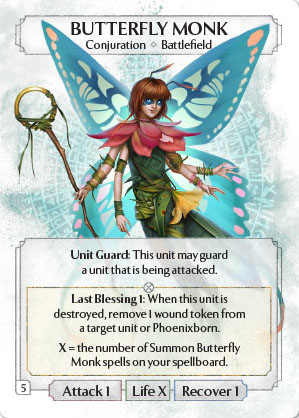 BUTTERFLY MONK
Conjuration ◇ Battlefield
Unit Guard: This unit may guard
a unit that is being attacked.
Last Blessing 1: When this unit is
destroyed, remove 1 wound token from
a target unit or Phoenixborn.
X = the number of Summon Butterfly
Monk spells on your spellboard.
5
Attack 1
Life X
Recover 1